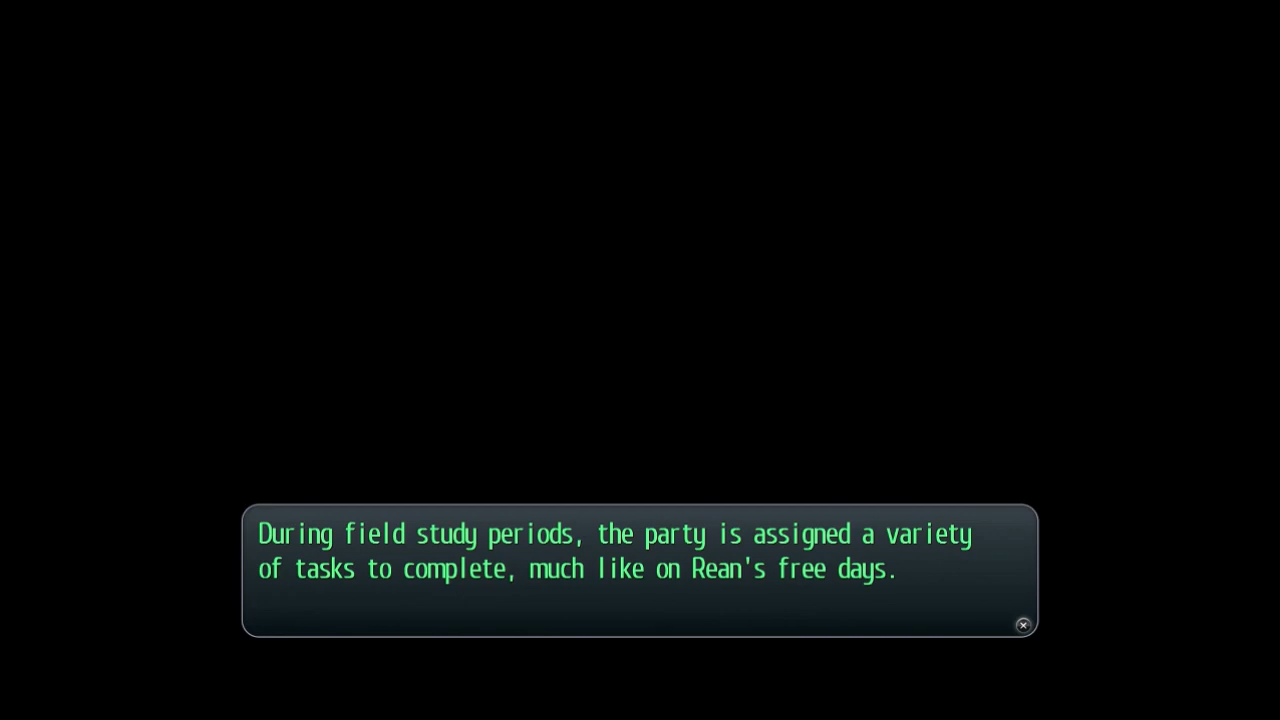 During field study periods, the party is assigned a variety
of tasks to complete, much like on Rean's free days.